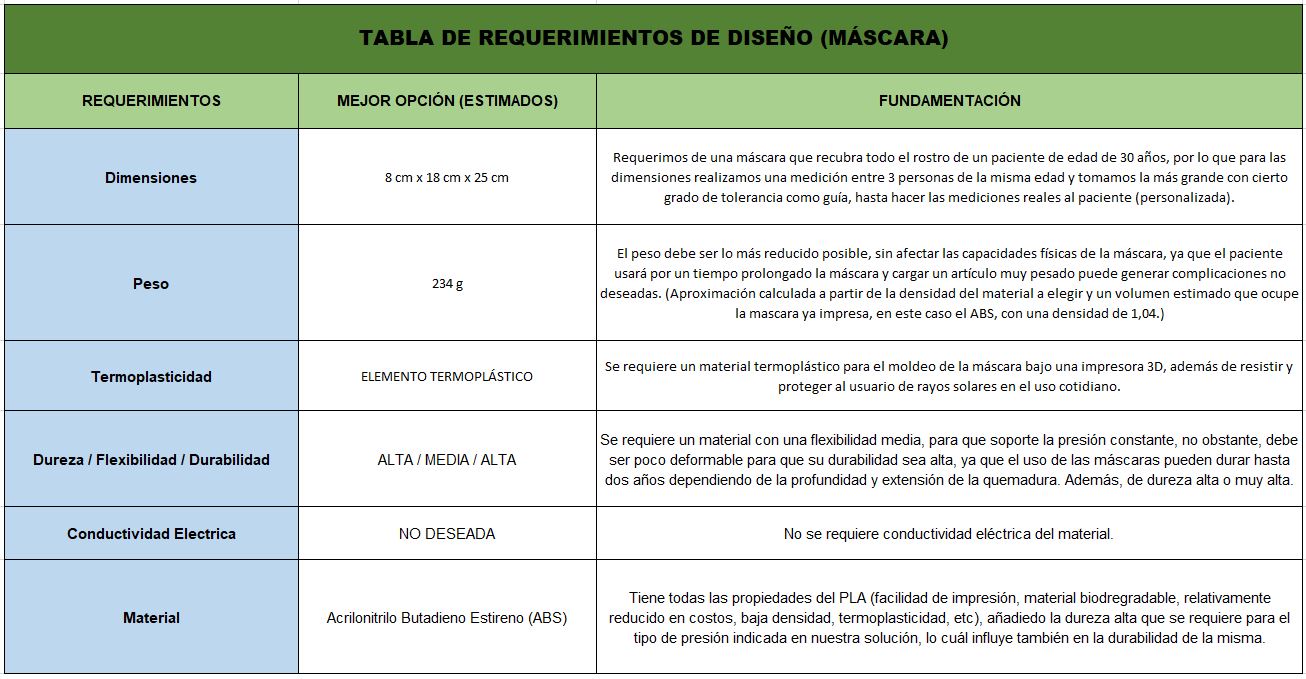 TABLA DE REQUERIMIENTOS DE DISEÑO (MÁSCARA)
REQUERIMIENTOS
MEJOR OPCIÓN (ESTIMADOS)
FUNDAMENTACIÓN
Dimensiones
8 cm x 18 cm x 25 cm
Requerimos de una máscara que recubra todo el rostro de un paciente de edad de 30 años, por lo que para las
dimensiones realizamos una medición entre 3 personas de la misma edad y tomamos la más grande con cierto
grado de tolerancia como guía, hasta hacer las mediciones reales al paciente (personalizada).
Peso
234 g
El peso debe ser lo más reducido posible, sin afectar las capacidades físicas de la máscara, ya que el paciente
usará por un tiempo prolongado la máscara y cargar un artículo muy pesado puede generar complicaciones no
deseadas. (Aproximación calculada a partir de la densidad del material a elegir y un volumen estimado que ocupe
la mascara ya impresa, en este caso el ABS, con una densidad de 1,04.)
Termoplasticidad
ELEMENTO TERMOPLÁSTICO
Se requiere un material termoplástico para el moldeo de la máscara bajo una impresora 3D, además de resistir y
proteger al usuario de rayos solares en el uso cotidiano.
Dureza / Flexibilidad / Durabilidad
ALTA / MEDIA / ALTA
Se requiere un material con una flexibilidad media, para que soporte la presión constante, no obstante, debe
ser poco deformable para que su durabilidad sea alta, ya que el uso de las máscaras pueden durar hasta
dos años dependiendo de la profundidad y extensión de la quemadura. Además, de dureza alta o muy alta.
Conductividad Electrica
NO DESEADA
No se requiere conductividad eléctrica del material.
Material
Acrilonitrilo Butadieno Estireno (ABS)
Tiene todas las propiedades del PLA (facilidad de impresión, material biodregradable, relativamente
reducido en costos, baja densidad, termoplasticidad, etc), añadiedo la dureza alta que se requiere para el
tipo de presión indicada en nuestra solución, lo cuál influye también en la durabilidad de la misma.